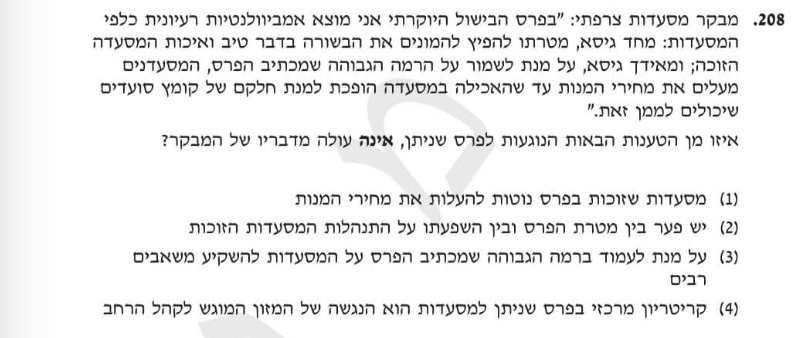 208. מבקר מסעדות צרפתי: "בפרס הבישול היוקרתי אני מוצא אמביוולנטיות רעיונית כלפי
המסעדות: מחד גיסא, מטרתו להפיץ להמונים את הבשורה בדבר טיב ואיכות המסעדה
הזוכה; ומאידך גיסא, על מנת לשמור על הרמה הגבוהה שמכתיב הפרס, המסעדנים
מעלים את מחירי המנות עד שהאכילה במסעדה הופכת למנת חלקם של קומץ סועדים
שיכולים לממן זאת."
איזו מן הטענות הבאות הנוגעות לפרס שניתן, אינה עולה מדבריו של המבקר?
(1) מסעדות שזוכות בפרס נוטות להעלות את מחירי המנות
(2) יש פער בין מטרת הפרס ובין השפעתו על התנהלות המסעדות הזוכות
(3) על מנת לעמוד ברמה הגבוהה שמכתיב הפרס על המסעדות להשקיע משאבים
רבים
(4) קריטריון מרכזי בפרס שניתן למסעדות הוא הנגשה של המזון המוגש לקהל הרחב